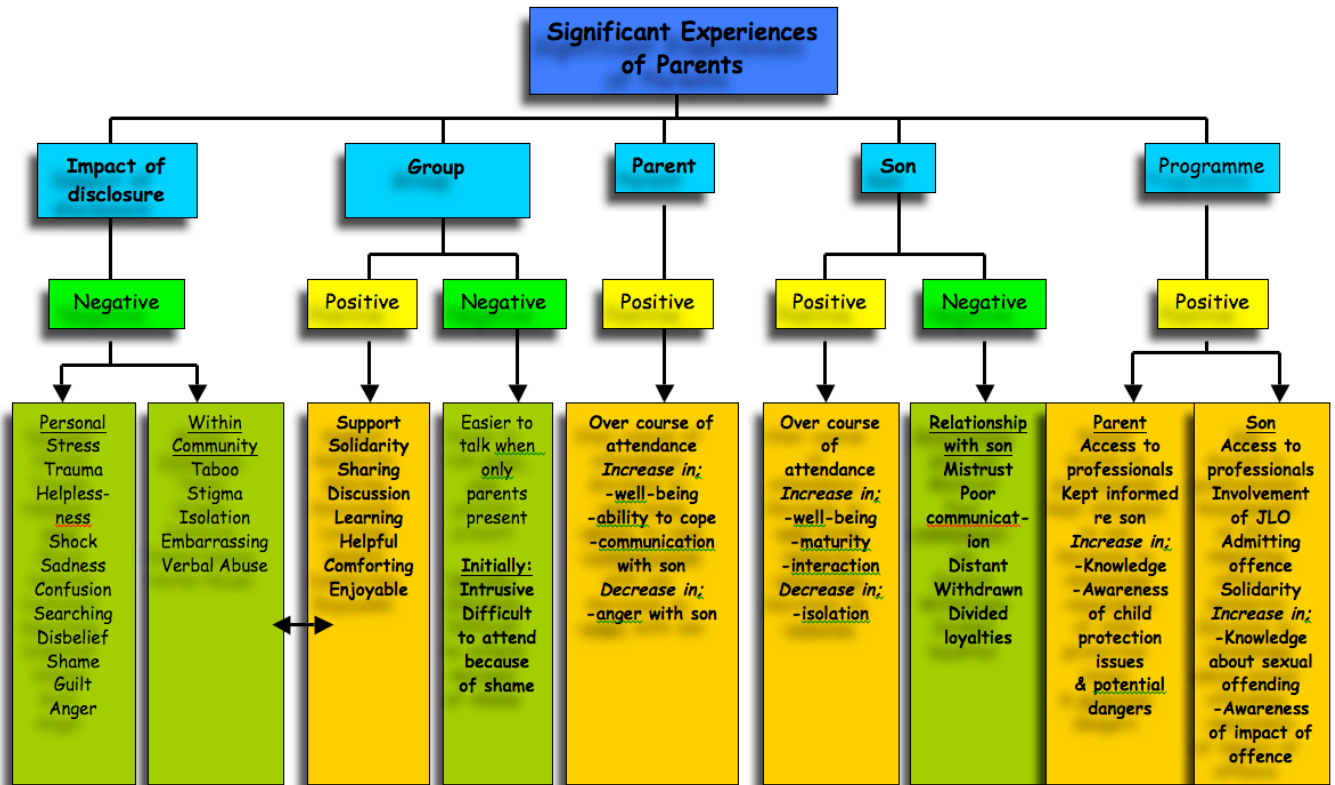 Significant Experiences
of Parents
Impact of
disclosure
Group
Parent
Son
Programme
Negative
Positive
Negative
Positive
Positive
Negative
Positive
Personal
Stress
Trauma
Helpless-
ness
Shock
Sadness
Confusion
Searching
Disbelief
Shame
Guilt
Anger
Within
Community
Taboo
Stigma
Isolation
Embarrassing
Verbal Abuse
Support
Solidarity
Sharing
Discussion
Learning
Helpful
Comforting
Enjoyable
Easier to
talk when
only
parents
present
Initially:
Intrusive
Difficult
to attend
because
of shame
Over course of
attendance
Increase in;
-well-being
-ability to cope
-communication
with son
Decrease in;
-anger with son
Over course
of
attendance
Increase in;
-well-being
-maturity
-interaction
Decrease in;
-isolation
Relationship
with son
Mistrust
Poor
communicat-
ion
Distant
Withdrawn
Divided
loyalties
Parent
Access to
professionals
Kept informed
re son
Increase in;
-Knowledge
-Awareness
of child
protection
issues
& potential
dangers
Son
Access to
professionals
Involvement
of JLO
Admitting
offence
Solidarity
Increase in;
-Knowledge
about sexual
offending
-Awareness
of impact of
offence